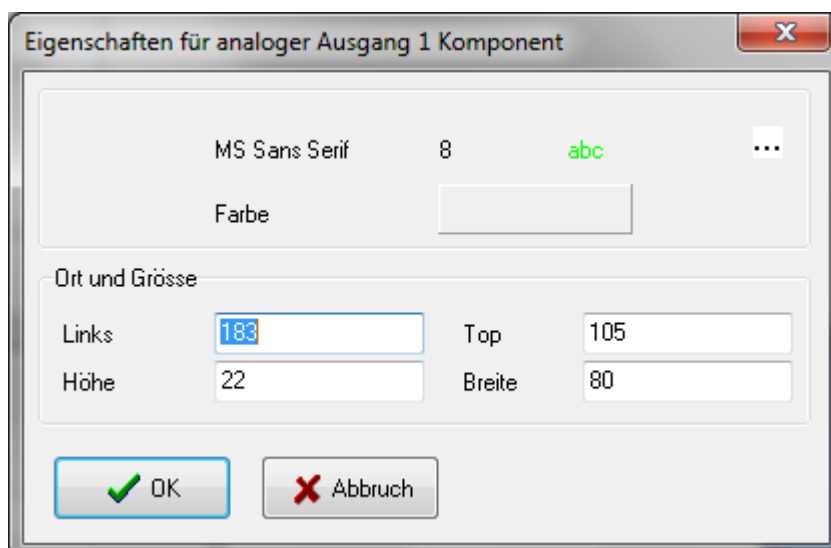 Eigenschaften für analoger Ausgang 1 Komponent
MS Sans Serif 8 abc ...
Farbe
Ort und Grösse
Links 183 Top 105
Höhe 22 Breite 80
OK Abbruch